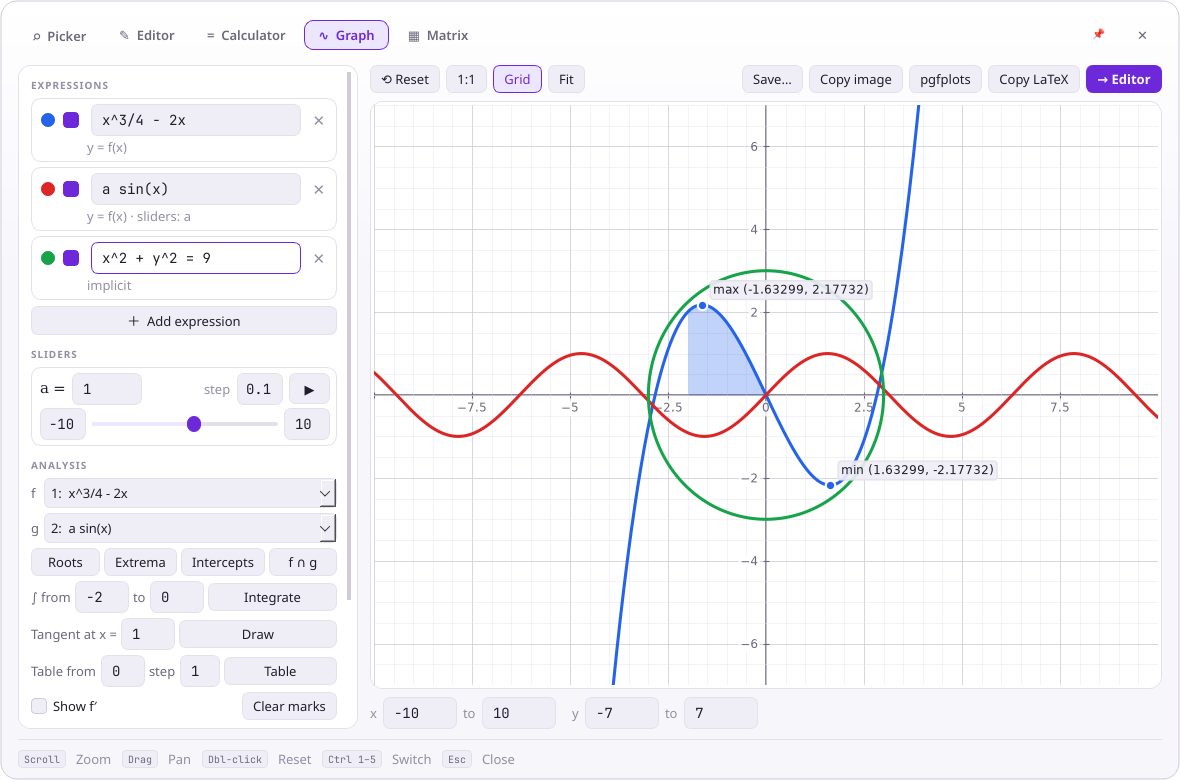 Picker Editor = Calculator Graph Matrix
EXPRESSIONS
x^3/4 - 2x
y = f(x)
a sin(x)
y = f(x) · sliders: a
x^2 + y^2 = 9
implicit
+ Add expression
SLIDERS
a = 1 step 0.1
-10 10
ANALYSIS
f 1: x^3/4 - 2x
g 2: a sin(x)
Roots Extrema Intercepts f ∩ g
∫ from -2 to 0 Integrate
Tangent at x = 1 Draw
Table from 0 step 1 Table
Show f′ Clear marks
⟲ Reset 1:1 Grid Fit Save... Copy image pgfplots Copy LaTeX → Editor
6
4
max (-1.63299, 2.17732)
2
−7.5 −5 −2.5 0 2.5 5 7.5
min (1.63299, -2.17732)
−2
−4
−6
x -10 to 10 y -7 to 7
Scroll Zoom Drag Pan Dbl-click Reset Ctrl 1–5 Switch Esc Close